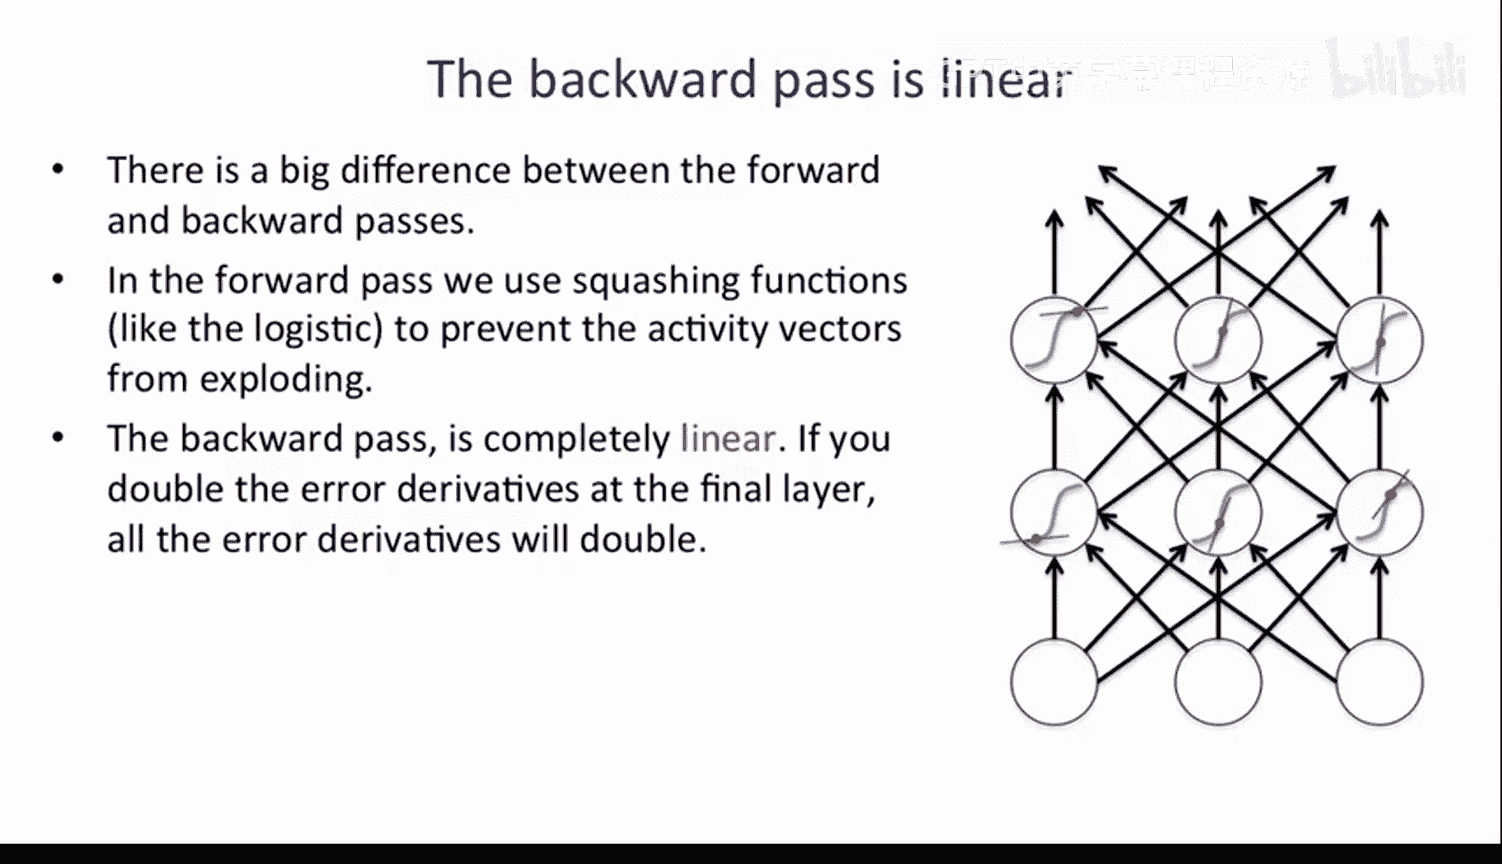 The backward pass is linear
bilibili
• There is a big difference between the forward
and backward passes.
• In the forward pass we use squashing functions
(like the logistic) to prevent the activity vectors
from exploding.
• The backward pass, is completely linear. If you
double the error derivatives at the final layer,
all the error derivatives will double.